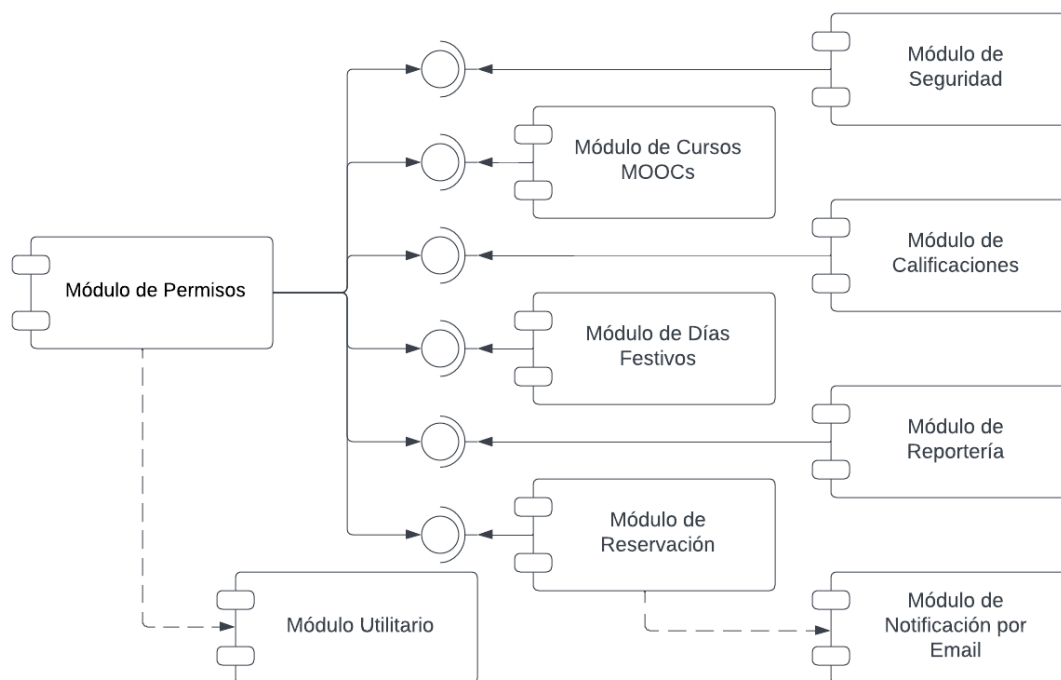 Módulo de
Seguridad
Módulo de Cursos
MOOCs
Módulo de
Calificaciones
Módulo de Permisos
Módulo de Días
Festivos
Módulo de
Reportería
Módulo de
Reservación
Módulo Utilitario
Módulo de
Notificación por
Email